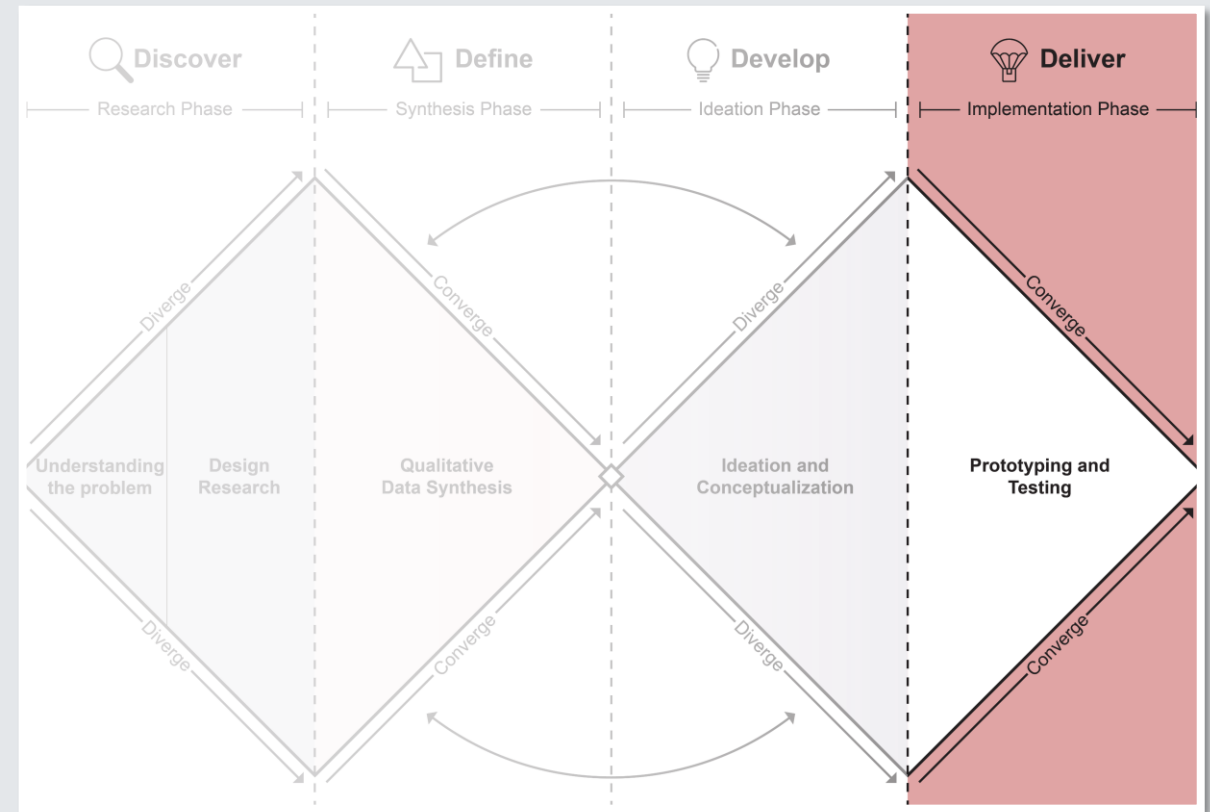 Discover
Define
Develop
Deliver
Research Phase
Synthesis Phase
Ideation Phase
Implementation Phase
Diverge
Converge
Diverge
Converge
Understanding
the problem
Design
Research
Qualitative
Data Synthesis
Ideation and
Conceptualization
Prototyping and
Testing
Diverge
Converge
Diverge
Converge